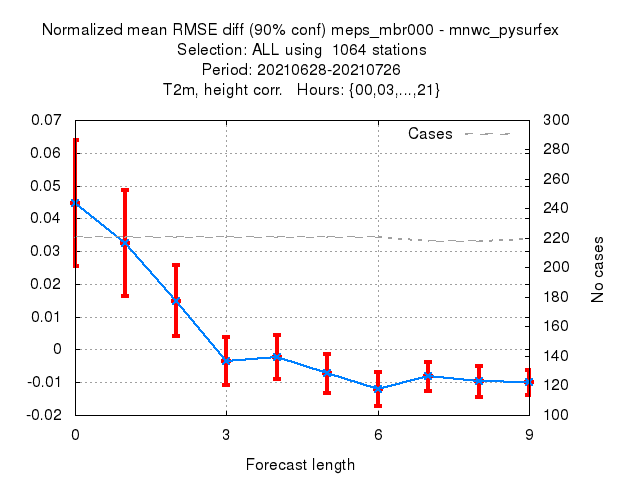 Normalized mean RMSE diff (90% conf) meps_mbr000 - mnwc_pysurfex
Selection: ALL using  1064 stations
Period: 20210628-20210726
T2m, height corr.   Hours: {00,03,...,21}
Cases
0.07
0.06
0.05
0.04
0.03
0.02
0.01
0
-0.01
-0.02
300
280
260
240
220
200
180
160
140
120
100
No cases
0 3 6 9
Forecast length